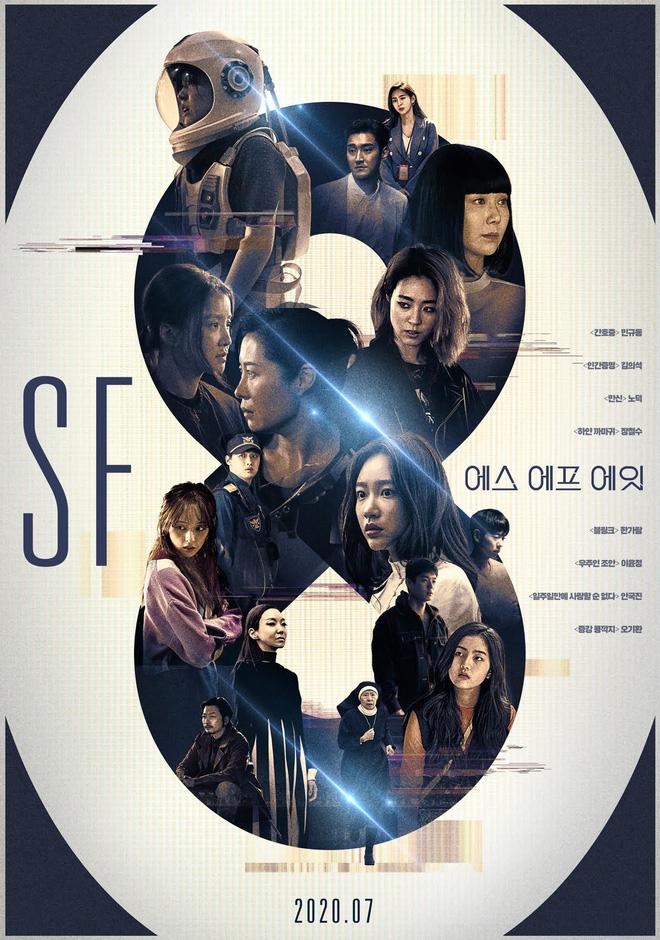 SF
8
<간호중> 민규동
<인간증명> 김의석
<만신> 노덕
<하얀 까마귀> 장철수
에스 에프 에잇
<블링크> 한가람
<우주인 조안> 이윤정
<일주일만에 사랑할 순 없다> 안국진
<증강 콩깍지> 오기환
2020.07